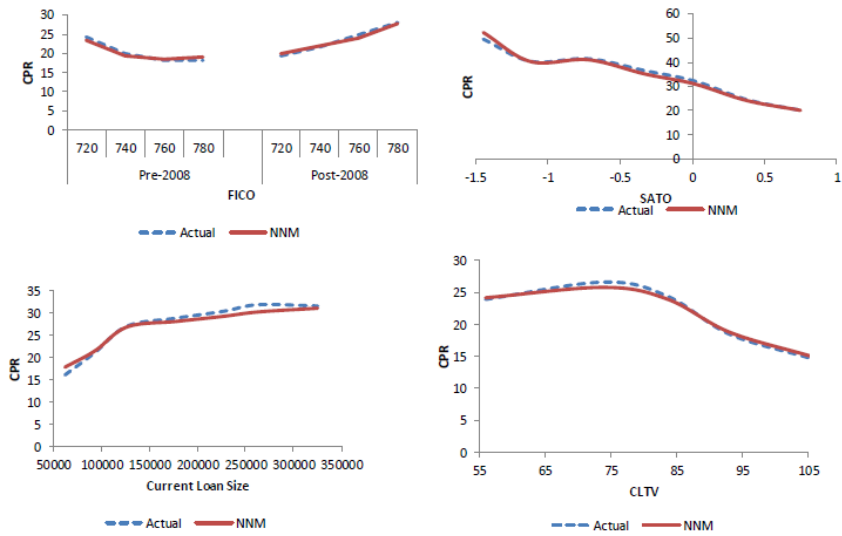 30
25
20
15
10
5
0
CPR
720 740 760 780 720 740 760 780
Pre-2008 Post-2008
FICO
Actual NNM
60
50
40
30
20
10
0
CPR
-1.5 -1 -0.5 0 0.5 1
SATO
Actual NNM
35
30
25
20
15
10
5
0
CPR
50000 100000 150000 200000 250000 300000 350000
Current Loan Size
Actual NNM
30
25
20
15
10
5
0
CPR
55 65 75 85 95 105
CLTV
Actual NNM